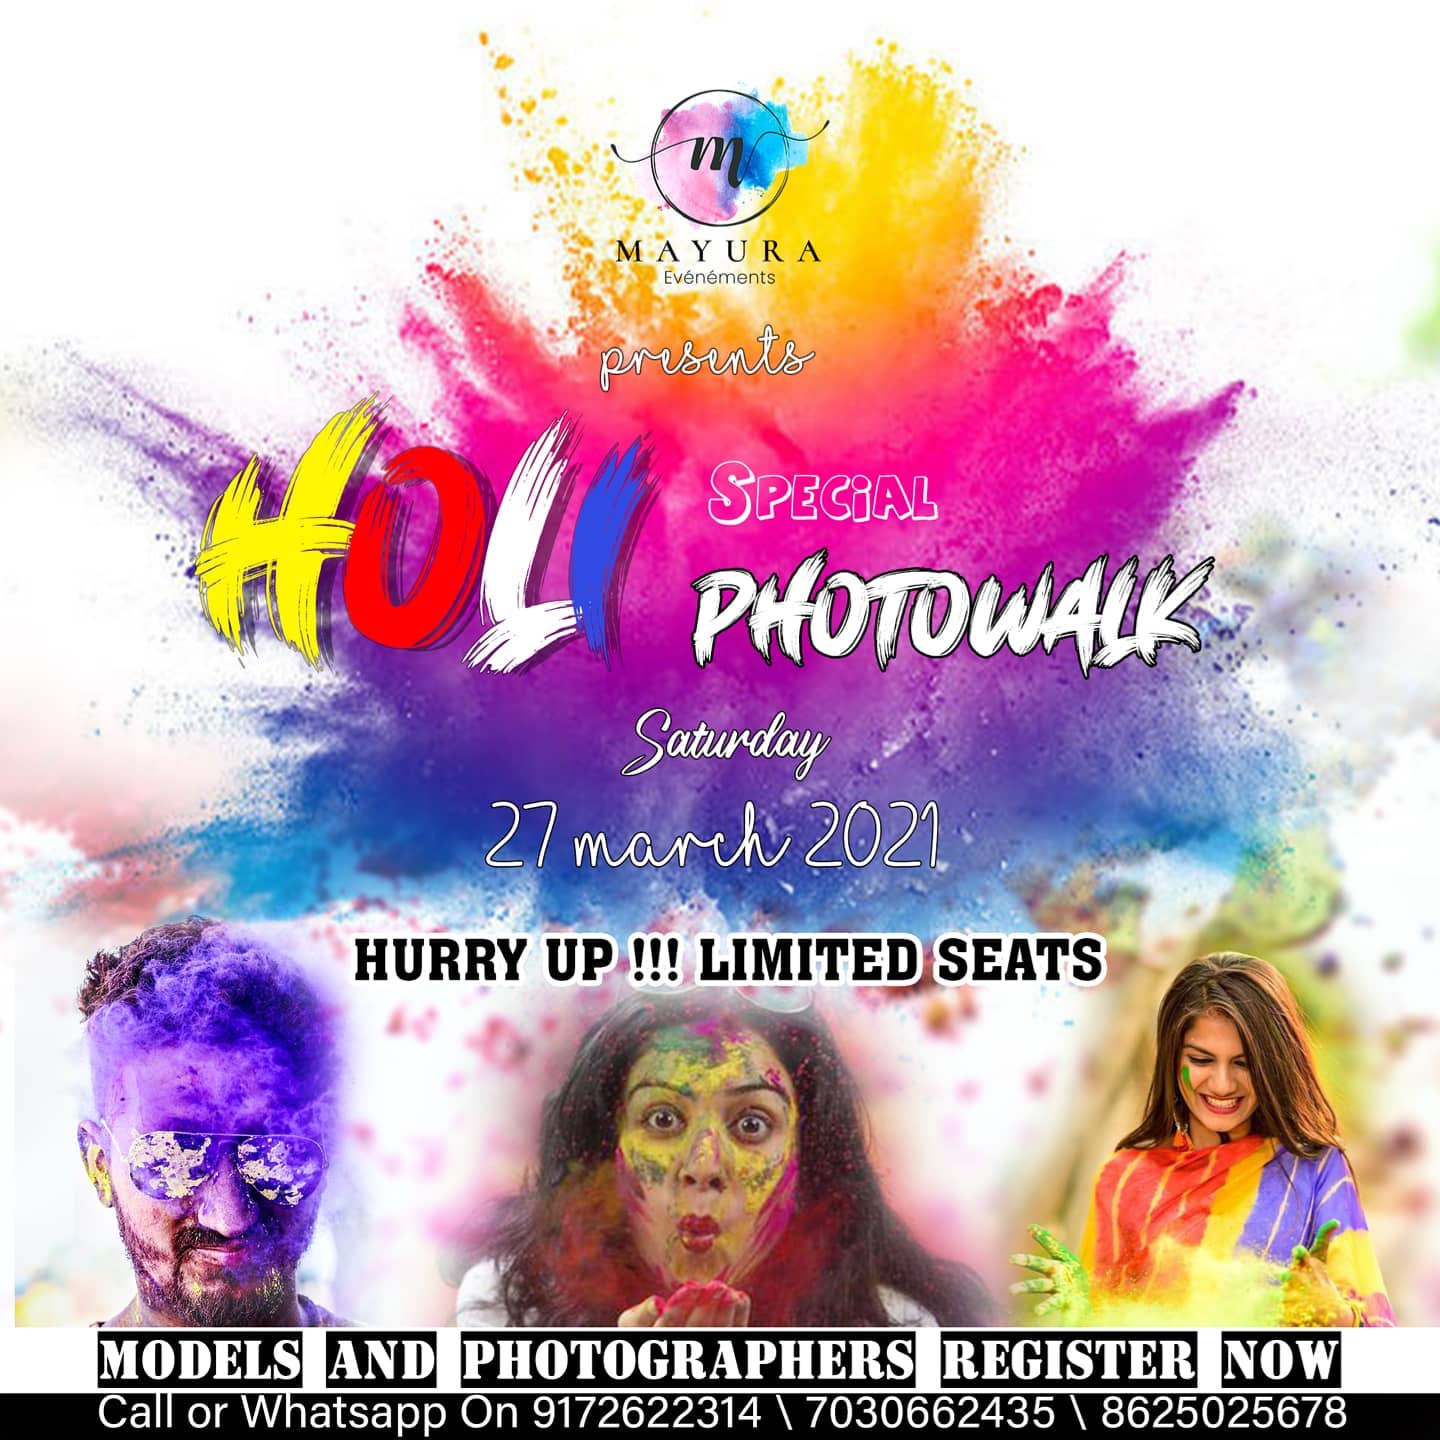 m
MAYURA
Evénéments
presents
HOLI SPECiAL
PHOTOWALK
Saturday
27 march 2021
HURRY UP !!! LIMITED SEATS
MODELS AND PHOTOGRAPHERS REGISTER NOW
Call or Whatsapp On 9172622314 \ 7030662435 \ 8625025678